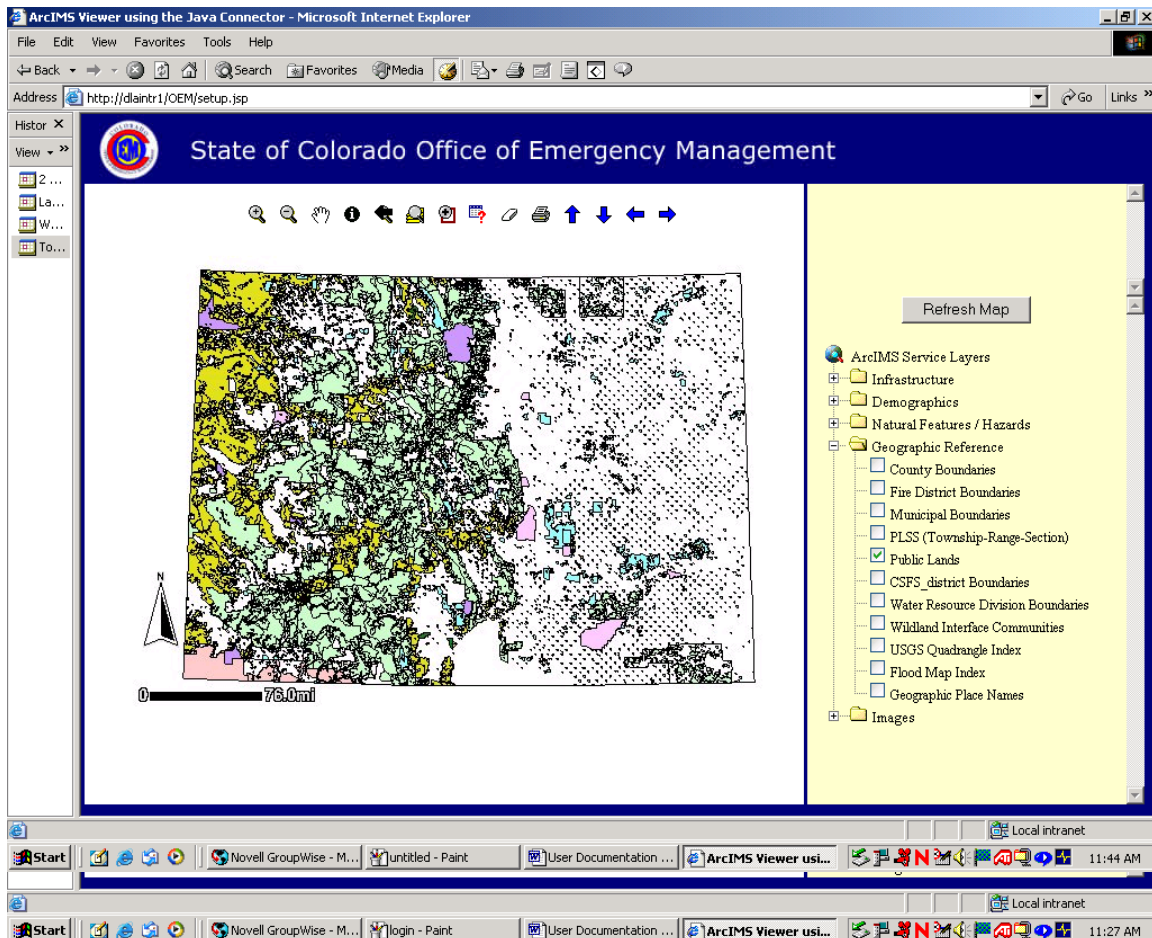 ArcIMS Viewer using the Java Connector - Microsoft Internet Explorer
File Edit View Favorites Tools Help
Back Search Favorites Media
Address http://dlaintr1/OEM/setup.jsp Go Links »
Histor X
View »
2 ...
La...
W...
To...
State of Colorado Office of Emergency Management
Refresh Map
ArcIMS Service Layers
Infrastructure
Demographics
Natural Features / Hazards
Geographic Reference
County Boundaries
Fire District Boundaries
Municipal Boundaries
PLSS (Township-Range-Section)
Public Lands
CSFS_district Boundaries
Water Resource Division Boundaries
Wildland Interface Communities
USGS Quadrangle Index
Flood Map Index
Geographic Place Names
Images
N
0 76.0mi
Local intranet
Start Novell GroupWise - M... untitled - Paint User Documentation ... ArcIMS Viewer usi... 11:44 AM
Local intranet
Start Novell GroupWise - M... login - Paint User Documentation ... ArcIMS Viewer usi... 11:27 AM